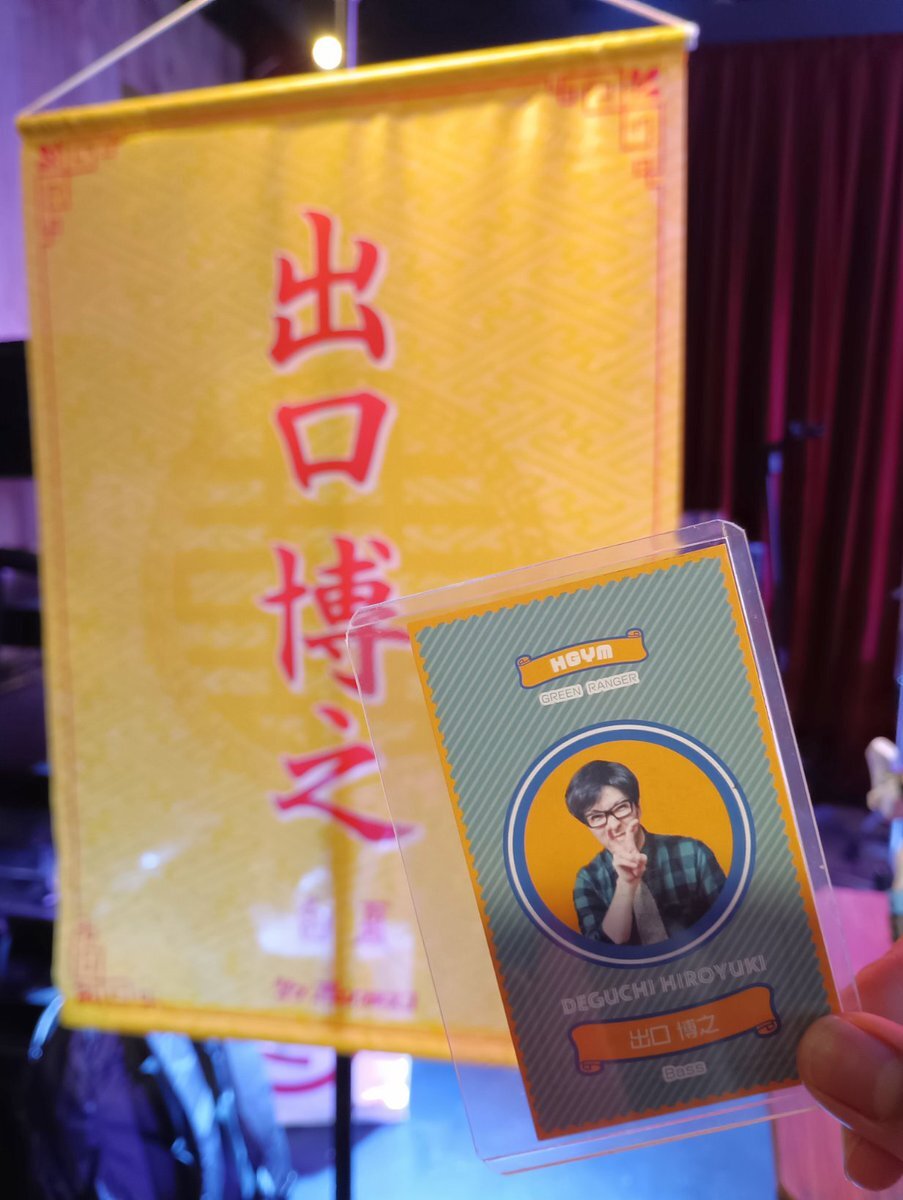 出口博之
HGYM
GREEN RANGER
DEGUCHI HIROYUKI
出口 博之
Bass